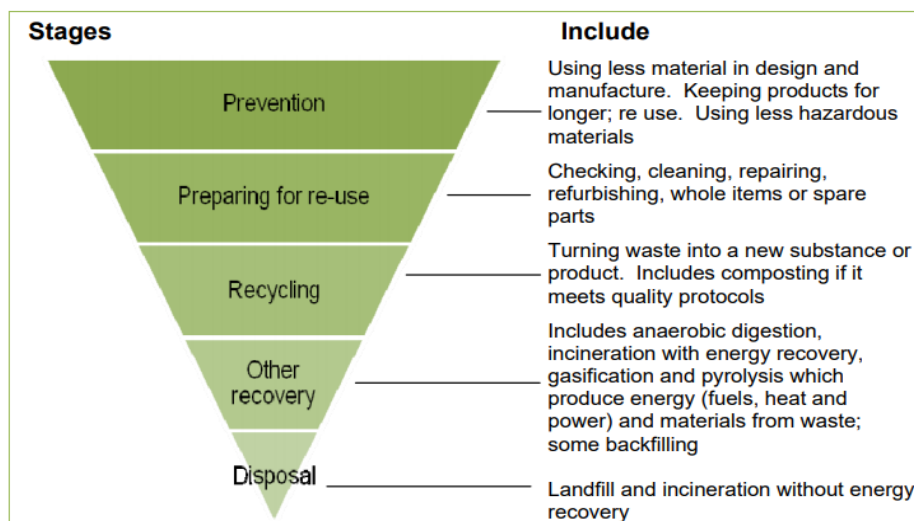 Stages
Include
Prevention
Using less material in design and
manufacture.  Keeping products for
longer; re use.  Using less hazardous
materials
Preparing for re-use
Checking, cleaning, repairing,
refurbishing, whole items or spare
parts
Recycling
Turning waste into a new substance or
product.  Includes composting if it
meets quality protocols
Other
recovery
Includes anaerobic digestion,
incineration with energy recovery,
gasification and pyrolysis which
produce energy (fuels, heat and
power) and materials from waste;
some backfilling
Disposal
Landfill and incineration without energy
recovery